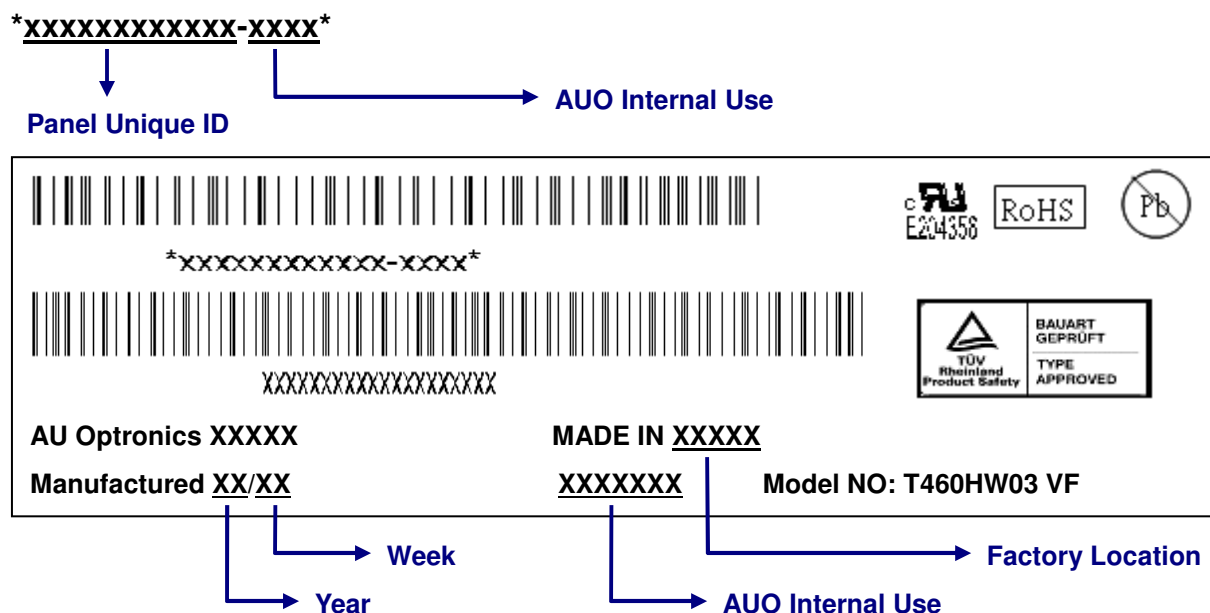 *XXXXXXXXXXXX-XXXX*
AUO Internal Use
Panel Unique ID
c RU us
E204356
RoHS
Pb
*XXXXXXXXXXXX-XXXX*
BAUART
GEPRÜFT
TÜV
Rheinland
Product Safety
TYPE
APPROVED
XXXXXXXXXXXXXXXXXXXX
AU Optronics XXXXX
MADE IN XXXXX
Manufactured XX/XX
XXXXXXX
Model NO: T460HW03 VF
Week
Factory Location
Year
AUO Internal Use